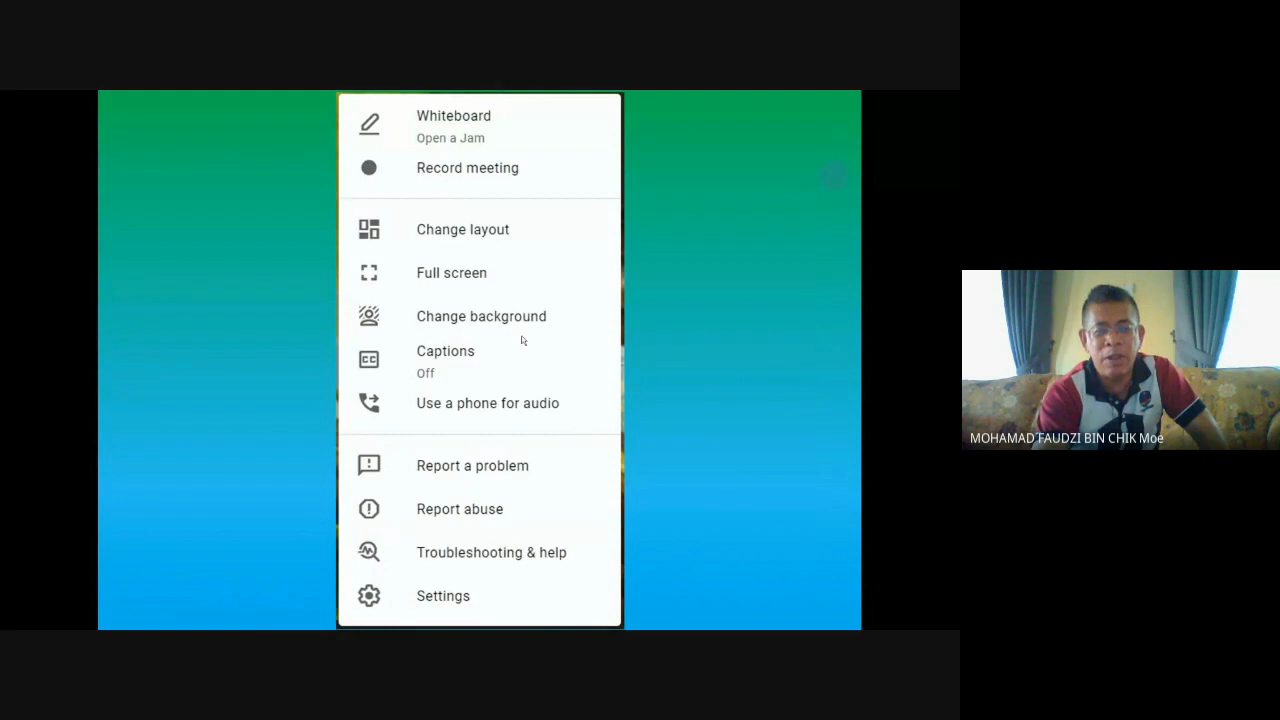 Whiteboard
Open a Jam
Record meeting
Change layout
Full screen
Change background
Captions
CC
Off
Use a phone for audio
Report a problem
Report abuse
Troubleshooting & help
Settings
MOHAMAD FAUDZI BIN CHIK Moe